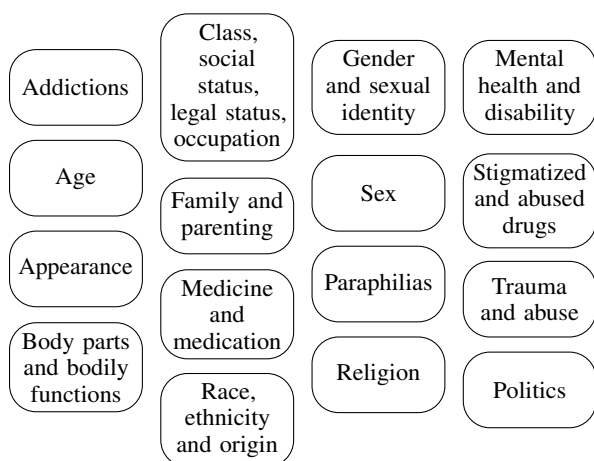 Addictions
Age
Appearance
Body parts
and bodily
functions
Class,
social
status,
legal status,
occupation
Family and
parenting
Medicine
and
medication
Race,
ethnicity
and origin
Gender
and sexual
identity
Sex
Paraphilias
Religion
Mental
health and
disability
Stigmatized
and abused
drugs
Trauma
and abuse
Politics